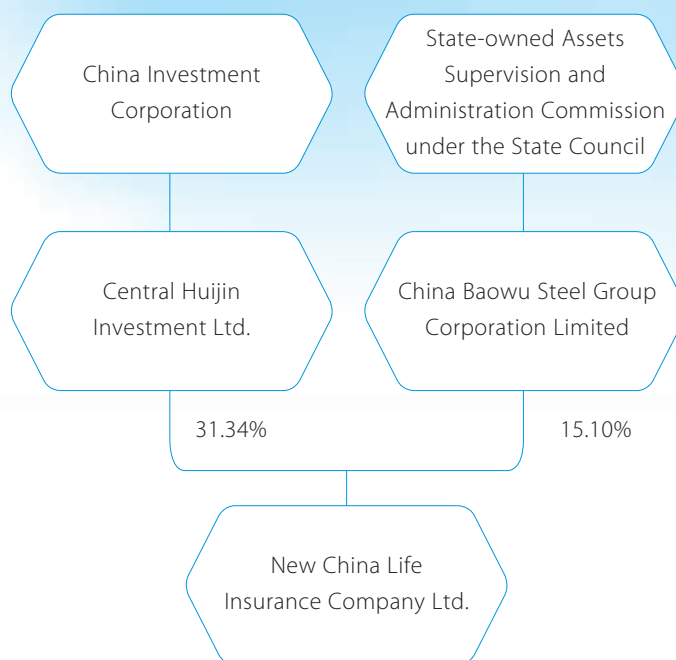 China Investment
Corporation
State-owned Assets
Supervision and
Administration Commission
under the State Council
Central Huijin
Investment Ltd.
China Baowu Steel Group
Corporation Limited
31.34%
15.10%
New China Life
Insurance Company Ltd.